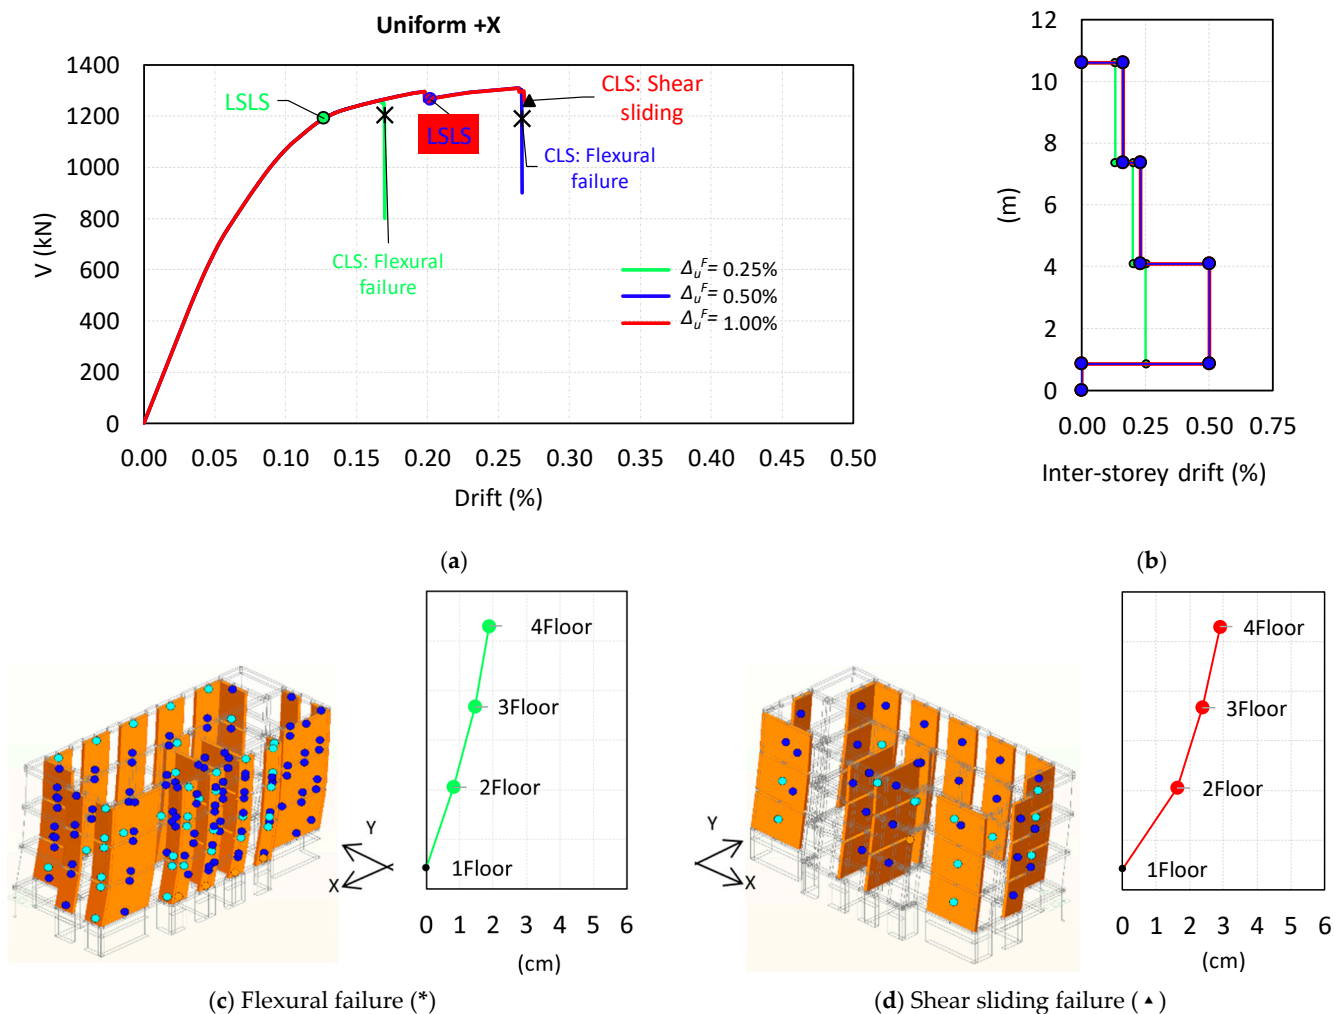 Uniform +X
1400
1200
1000
800
600
400
200
0
V (kN)
LSLS
LSLS
CLS: Shear
sliding
CLS: Flexural
failure
CLS: Flexural
failure
Δuᶠ= 0.25%
Δuᶠ= 0.50%
Δuᶠ= 1.00%
0.00 0.05 0.10 0.15 0.20 0.25 0.30 0.35 0.40 0.45 0.50
Drift (%)
(a)
12
10
8
6
4
2
0
(m)
0.00 0.25 0.50 0.75
Inter-storey drift (%)
(b)
Y
X
4Floor
3Floor
2Floor
1Floor
0 1 2 3 4 5 6
(cm)
(c) Flexural failure (*)
Y
X
4Floor
3Floor
2Floor
1Floor
0 1 2 3 4 5 6
(cm)
(d) Shear sliding failure (▲)